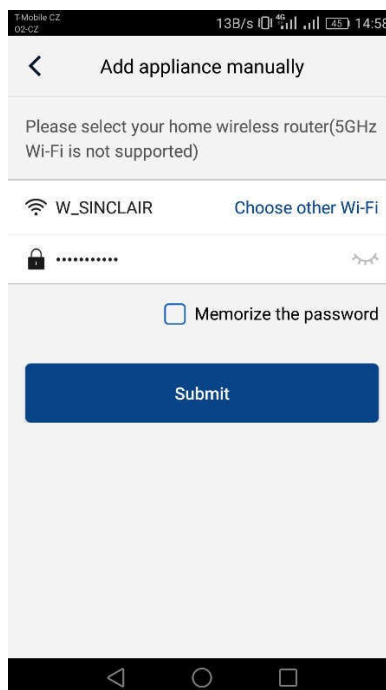 T-Mobile CZ
O2-CZ
13B/s 4G 45 14:58
Add appliance manually
Please select your home wireless router(5GHz
Wi-Fi is not supported)
W_SINCLAIR Choose other Wi-Fi
•••••••••••
Memorize the password
Submit